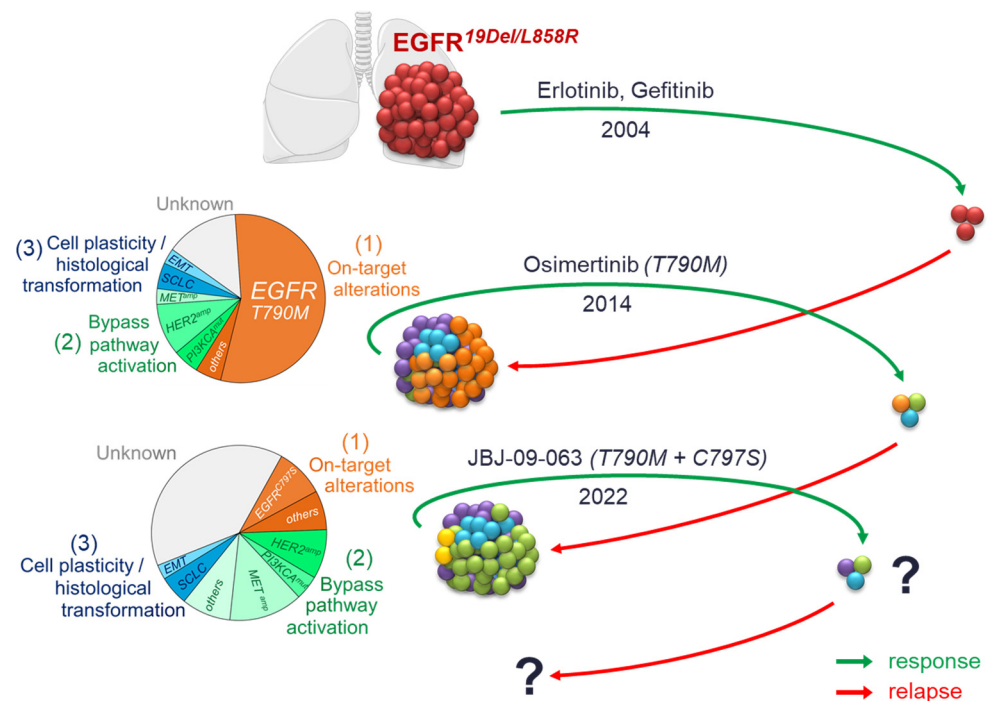 EGFR19Del/L858R
Erlotinib, Gefitinib
2004
Unknown
(3) Cell plasticity /
histological
transformation
EMT
SCLC
METamp
HER2amp
PI3KCAmut
others
EGFR
T790M
(2) Bypass
pathway
activation
(1)
On-target
alterations
Osimertinib (T790M)
2014
Unknown
(1)
On-target
alterations
EGFRC797S
others
HER2amp
PI3KCAmut
MET amp
others
SCLC
EMT
(3)
Cell plasticity /
histological
transformation
(2)
Bypass
pathway
activation
JBJ-09-063 (T790M + C797S)
2022
?
?
response
relapse